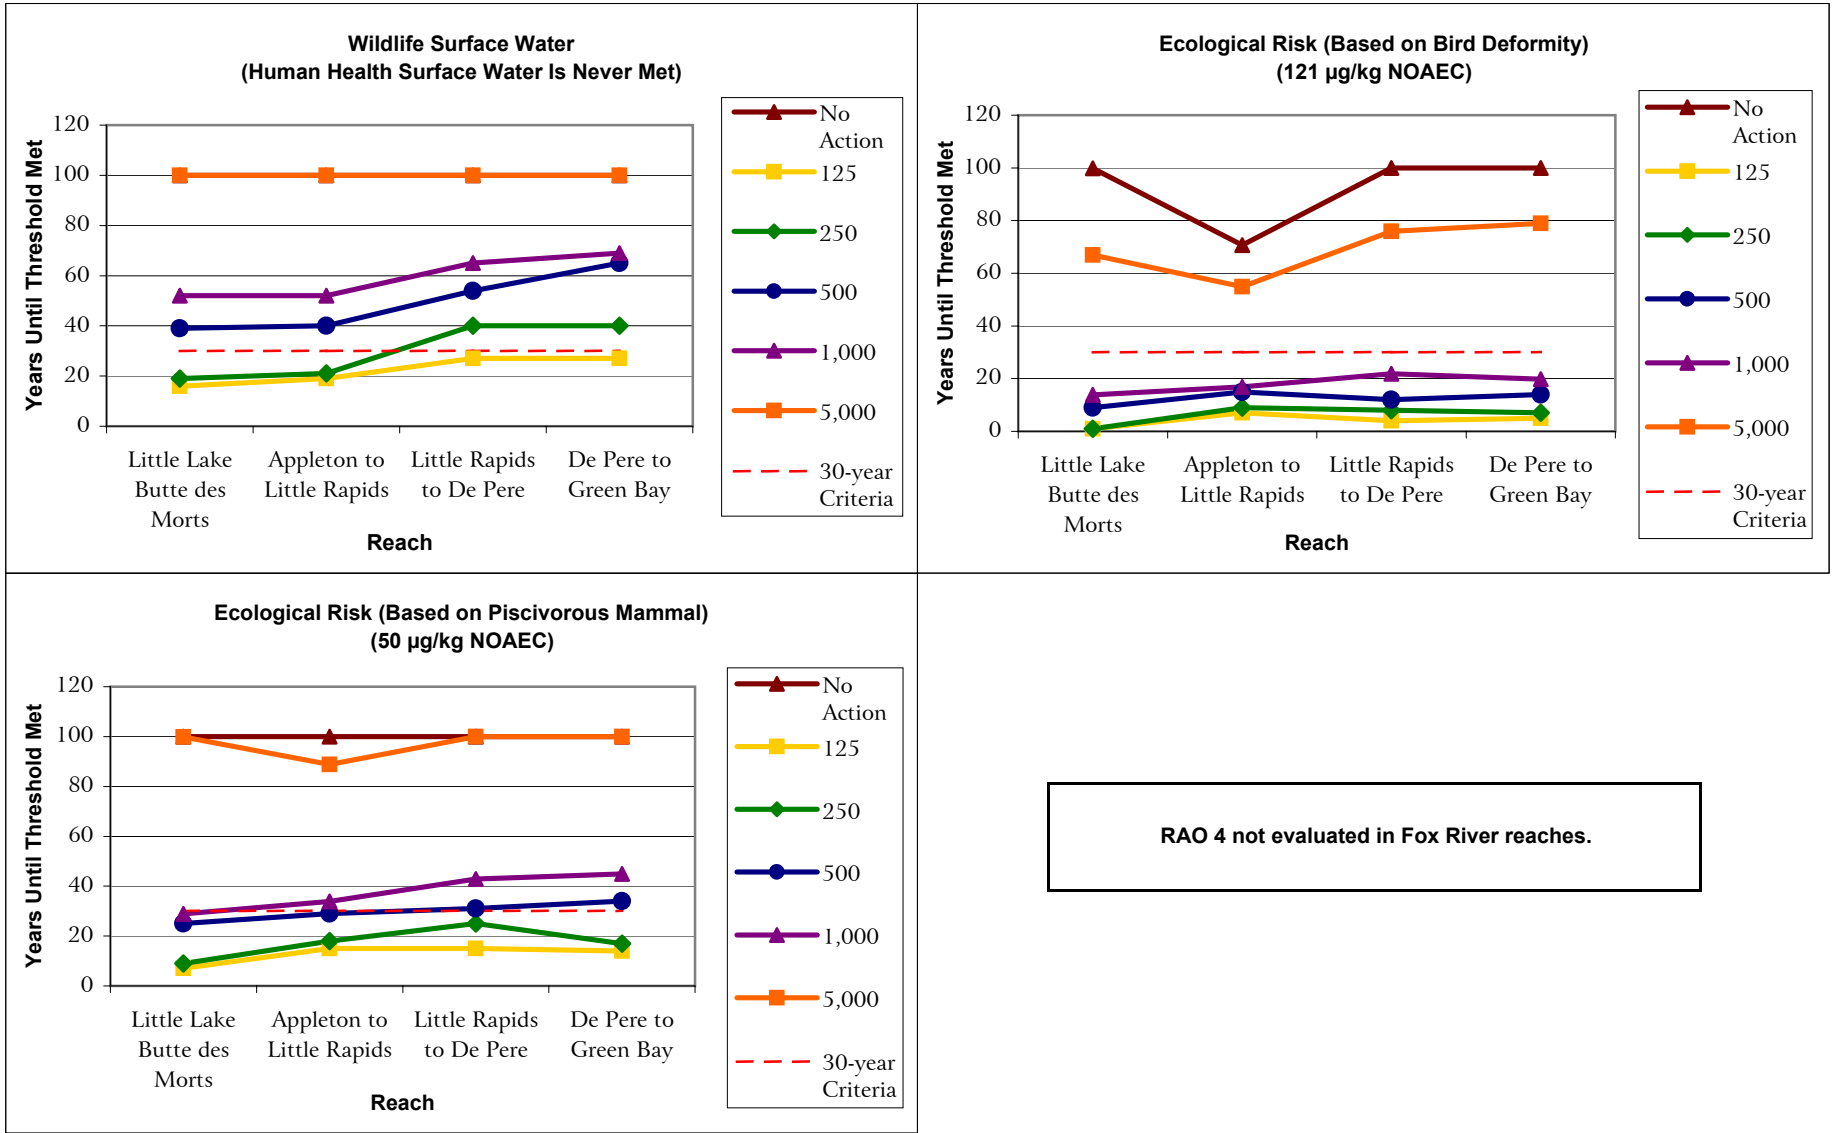 Wildlife Surface Water
(Human Health Surface Water Is Never Met)
Years Until Threshold Met
120
100
80
60
40
20
0
Little Lake
Butte des
Morts
Appleton to
Little Rapids
Little Rapids
to De Pere
De Pere to
Green Bay
Reach
No
Action
125
250
500
1,000
5,000
30-year
Criteria
Ecological Risk (Based on Bird Deformity)
(121 µg/kg NOAEC)
Years Until Threshold Met
120
100
80
60
40
20
0
Little Lake
Butte des
Morts
Appleton to
Little Rapids
Little Rapids
to De Pere
De Pere to
Green Bay
Reach
No
Action
125
250
500
1,000
5,000
30-year
Criteria
Ecological Risk (Based on Piscivorous Mammal)
(50 µg/kg NOAEC)
Years Until Threshold Met
120
100
80
60
40
20
0
Little Lake
Butte des
Morts
Appleton to
Little Rapids
Little Rapids
to De Pere
De Pere to
Green Bay
Reach
No
Action
125
250
500
1,000
5,000
30-year
Criteria
RAO 4 not evaluated in Fox River reaches.